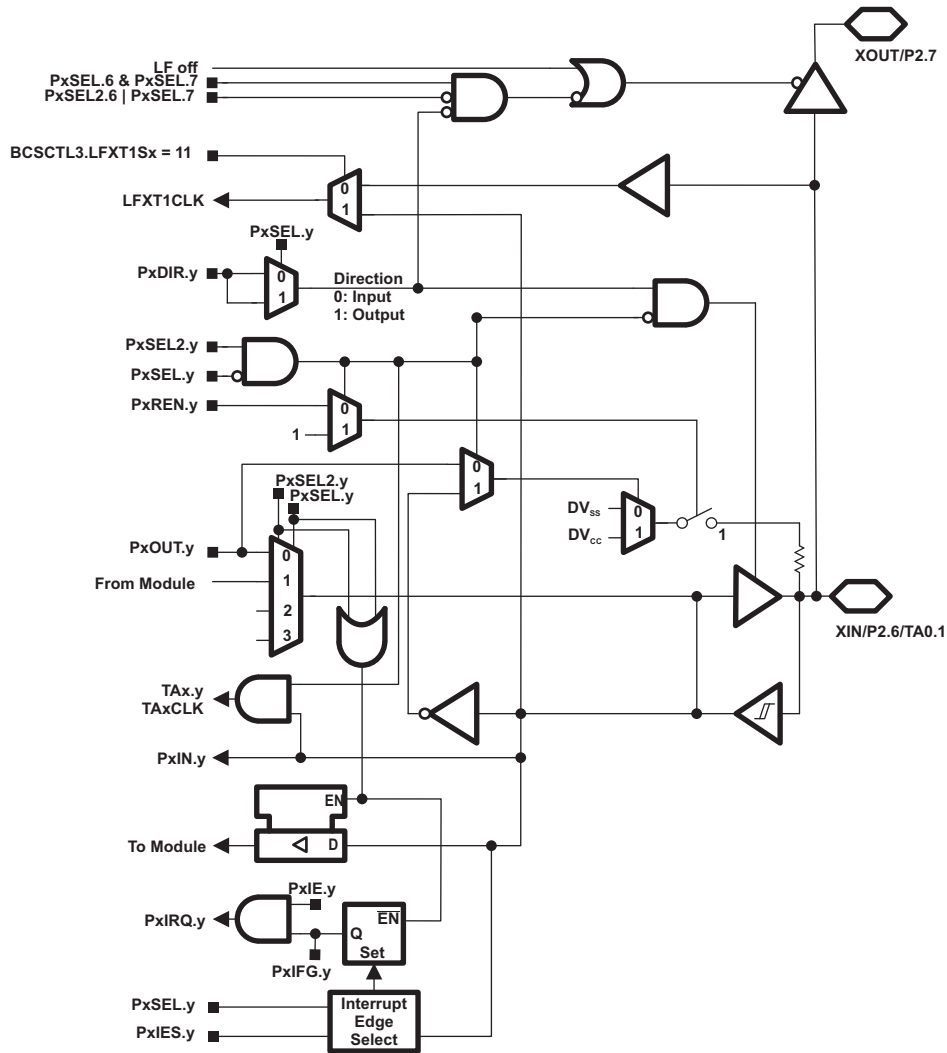 XOUT/P2.7
LF off
PxSEL.6 & PxSEL.7
PxSEL2.6 | PxSEL.7
BCSCTL3.LFXT1Sx = 11
0
LFXT1CLK
1
PxSEL.y
PxDIR.y
0
1
Direction
0: Input
1: Output
PxSEL2.y
PxSEL.y
PxREN.y
0
1
1
0
1
PxSEL2.y
PxSEL.y
DVss
0
DVcc
1
1
PxOUT.y
0
From Module
1
2
3
XIN/P2.6/TA0.1
TAx.y
TAxCLK
PxIN.y
EN
To Module
D
PxIE.y
PxIRQ.y
EN
Q
Set
PxIFG.y
PxSEL.y
PxIES.y
Interrupt
Edge
Select